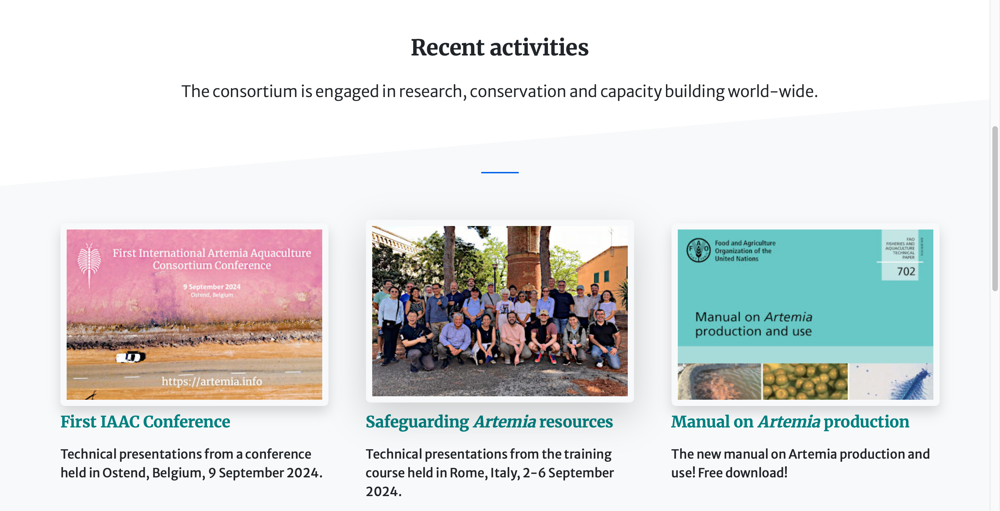 Recent activities
The consortium is engaged in research, conservation and capacity building world-wide.
First International Artemia Aquaculture
Consortium Conference
9 September 2024
Ostend, Belgium
https://artemia.info
First IAAC Conference
Technical presentations from a conference
held in Ostend, Belgium, 9 September 2024.
Safeguarding Artemia resources
Technical presentations from the training
course held in Rome, Italy, 2-6 September
2024.
FAO
Food and Agriculture
Organization of the
United Nations
FAO
FISHERIES AND
AQUACULTURE
TECHNICAL
PAPER
702
Manual on Artemia
production and use
Manual on Artemia production
The new manual on Artemia production and
use! Free download!